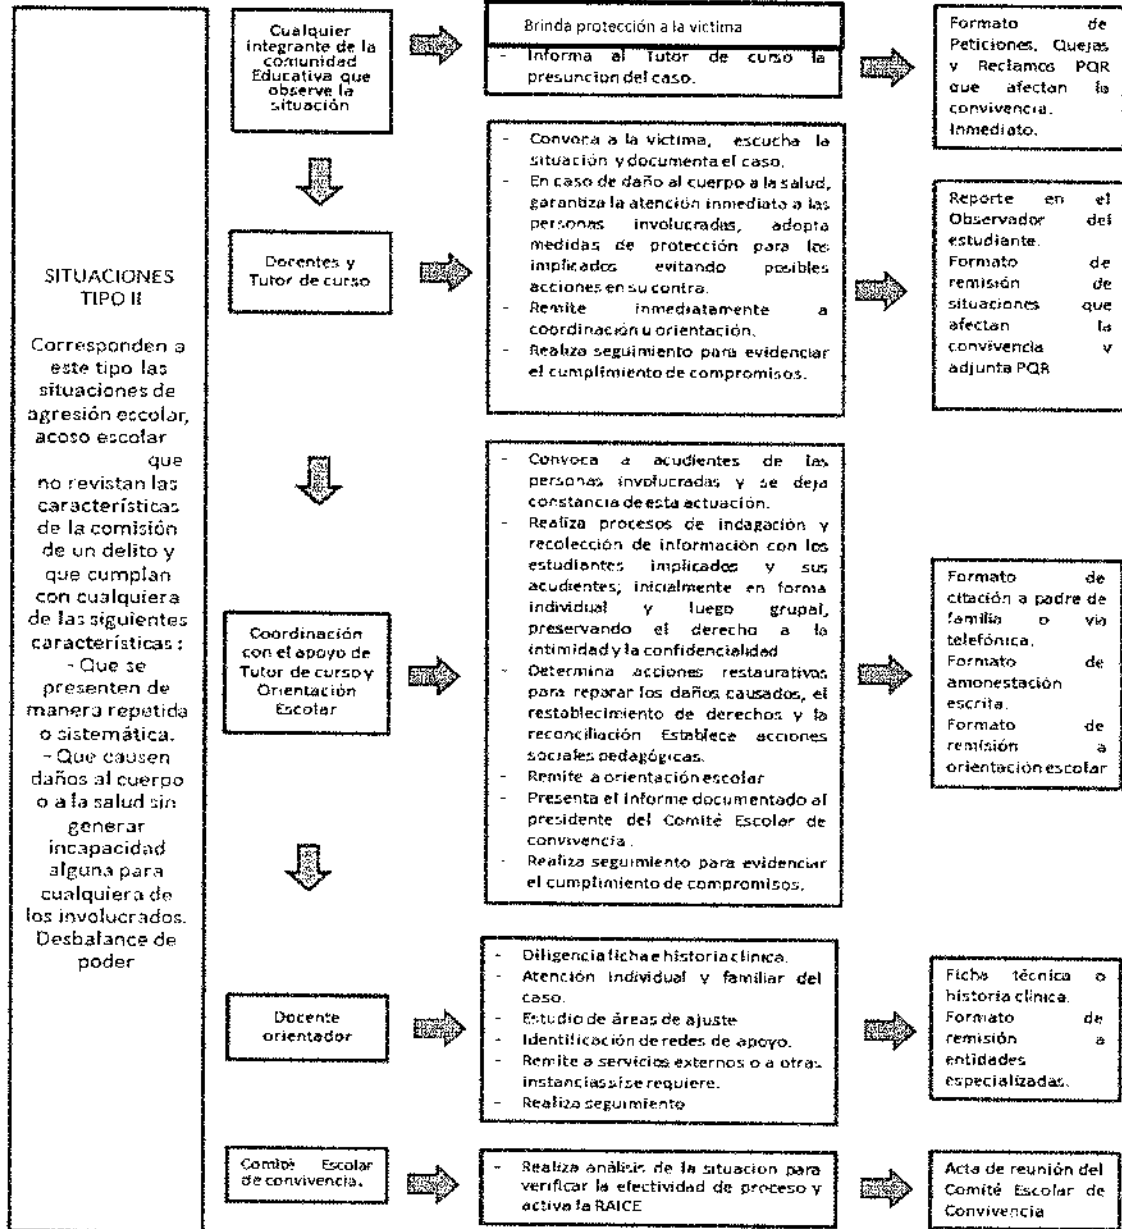 SITUACIONES
TIPO II
Corresponden a
este tipo las
situaciones de
agresión escolar,
acoso escolar
que
no revistan las
características
de la comisión
de un delito y
que cumplan
con cualquiera
de las siguientes
características :
- Que se
presenten de
manera repetida
o sistemática.
- Que causen
daños al cuerpo
o a la salud sin
generar
incapacidad
alguna para
cualquiera de
los involucrados.
Desbalance de
poder
Cualquier
integrante de la
comunidad
Educativa que
observe la
situación
Brinda protección a la victima
- Informa al Tutor de curso la
presuncion del caso.
Formato de
Peticiones, Quejas
y Reclamos PQR
que afectan la
convivencia.
Inmediato.
Docentes y
Tutor de curso
- Convoca a la victima, escucha la
situación y documenta el caso.
- En caso de daño al cuerpo a la salud,
garantiza la atención inmediato a las
personas involucradas, adopta
medidas de protección para los
implicados evitando posibles
acciones en su contra.
- Remite inmediatamente a
coordinación u orientación.
- Realiza seguimiento para evidenciar
el cumplimiento de compromisos.
Reporte en el
Observador del
estudiante.
Formato de
remisión de
situaciones que
afectan la
convivencia y
adjunta PQR
Coordinación
con el apoyo de
Tutor de curso y
Orientación
Escolar
- Convoca a acudientes de las
personas involucradas y se deja
constancia de esta actuación.
- Realiza procesos de indagación y
recolección de información con los
estudiantes implicados y sus
acudientes; inicialmente en forma
individual y luego grupal,
preservando el derecho a la
intimidad y la confidencialidad
- Determina acciones restaurativos
para reparar los daños causados, el
restablecimiento de derechos y la
reconciliación Establece acciones
sociales pedagógicas.
- Remite a orientación escolar
- Presenta el informe documentado al
presidente del Comité Escolar de
convivencia .
- Realiza seguimiento para evidenciar
el cumplimiento de compromisos.
Formato de
citación a padre de
familia o via
telefónica.
Formato de
amonestación
escrita.
Formato de
remisión a
orientación escolar
Docente
orientador
- Diligencia ficha e historia clinica.
- Atención individual y familiar del
caso.
- Estudio de áreas de ajuste
- Identificación de redes de apoyo.
- Remite a servicios externos o a otras
instancias si se requiere.
- Realiza seguimiento
Ficha técnica o
historia clínica.
Formato de
remisión a
entidades
especializadas.
Comité Escolar
de convivencia.
- Realiza análisis de la situacion para
verificar la efectividad de proceso y
activa la RAICE
Acta de reunión del
Comité Escolar de
Convivencia